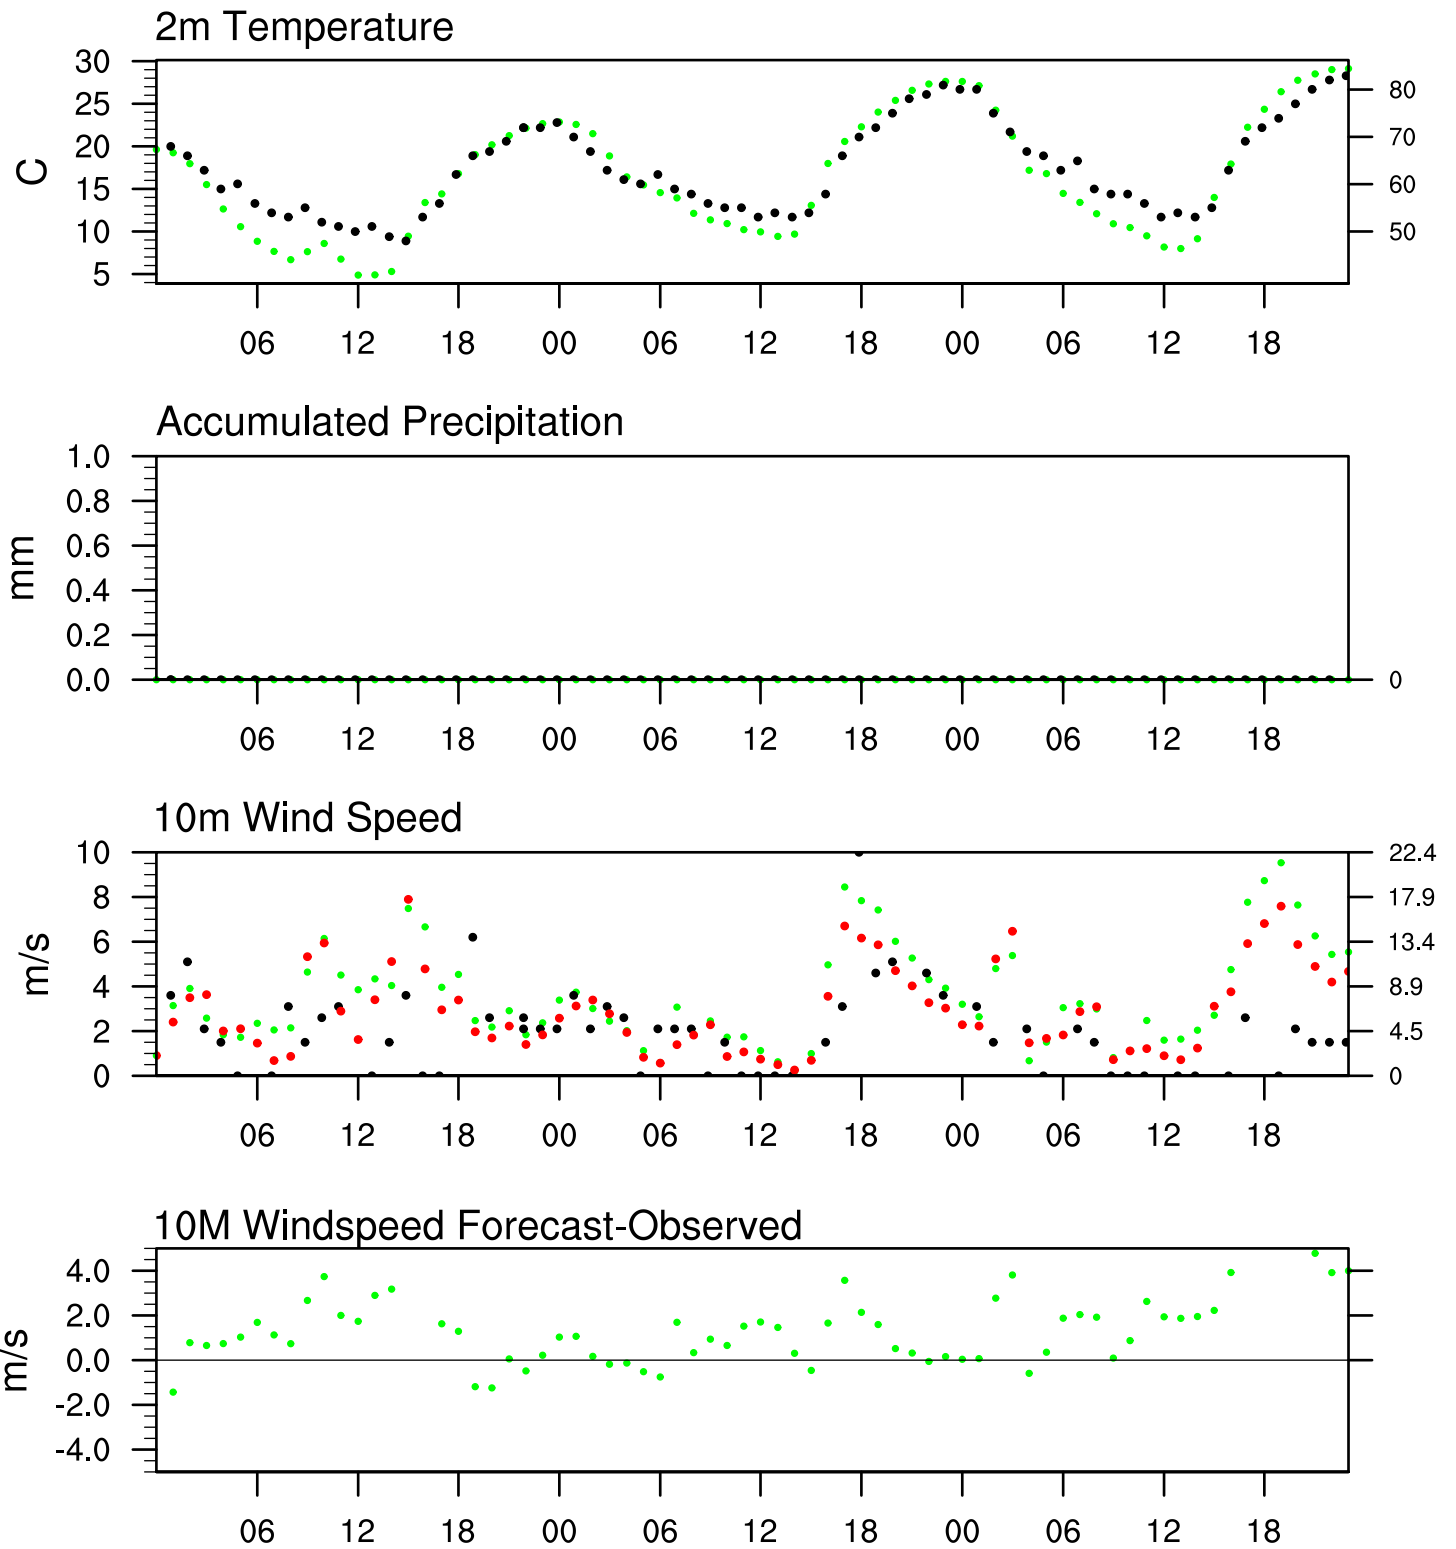 2m Temperature
30
25
20
15
10
5
C
80
70
60
50
06 12 18 00 06 12 18 00 06 12 18
Accumulated Precipitation
1.0
0.8
0.6
0.4
0.2
0.0
mm
0
06 12 18 00 06 12 18 00 06 12 18
10m Wind Speed
10
8
6
4
2
0
m/s
22.4
17.9
13.4
8.9
4.5
0
06 12 18 00 06 12 18 00 06 12 18
10M Windspeed Forecast-Observed
4.0
2.0
0.0
-2.0
-4.0
m/s
06 12 18 00 06 12 18 00 06 12 18